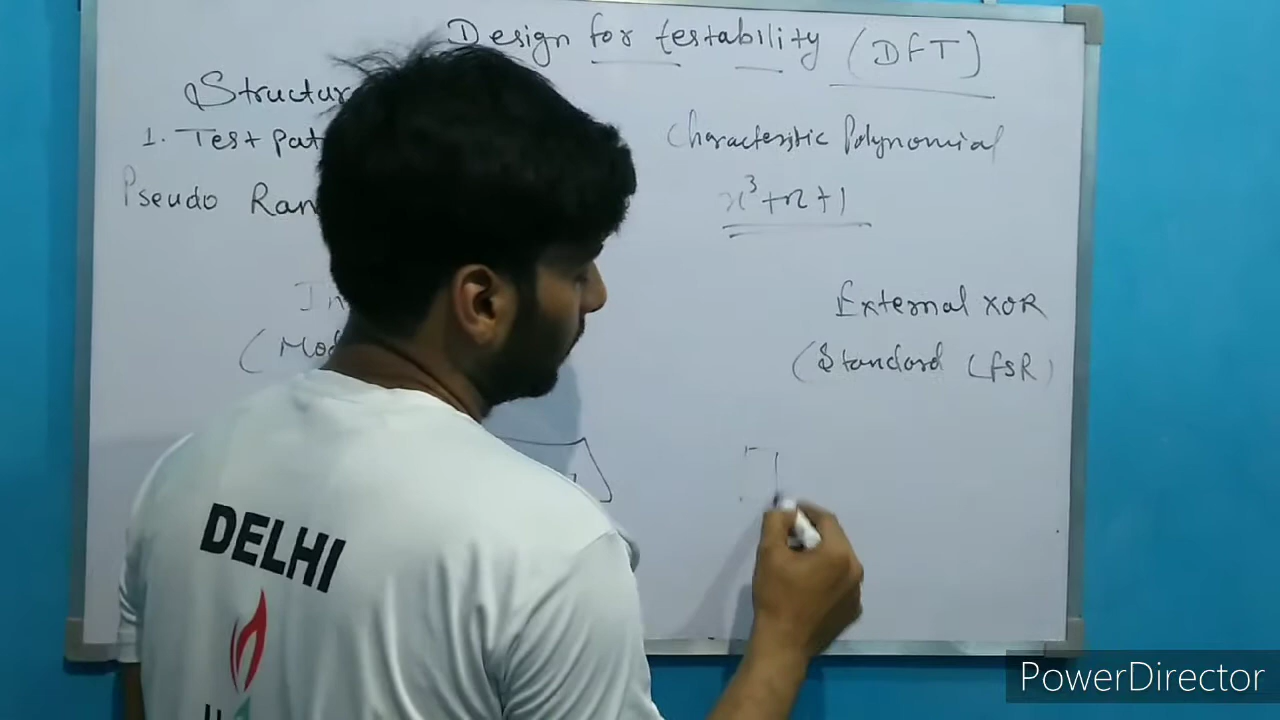 Design for testability (DFT)
Structur
1. Test pat
Pseudo Ran
Characteristic Polynomial
x³+x+1
In
(Mod
External XOR
(Standard LFSR)
DELHI
PowerDirector